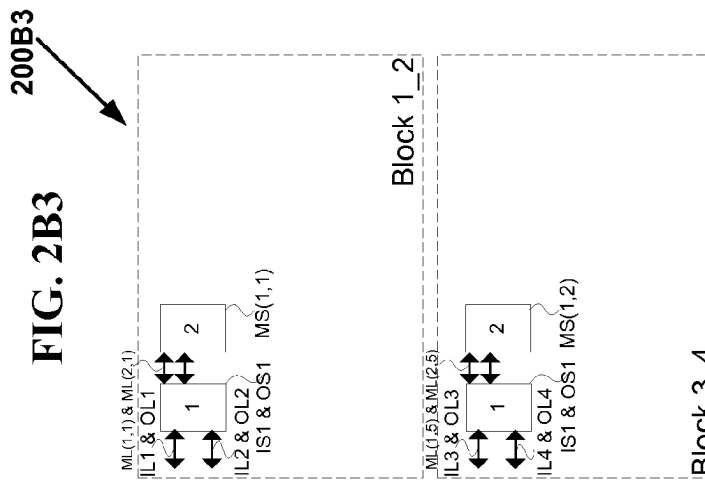 FIG. 2B3
200B3
ML(1,1) & ML(2,1)
IL1 & OL1
1
2
IL2 & OL2
IS1 & OS1
MS(1,1)
Block 1_2
ML(1,5) & ML(2,5)
IL3 & OL3
1
2
IL4 & OL4
IS1 & OS1
MS(1,2)
Block 3_4